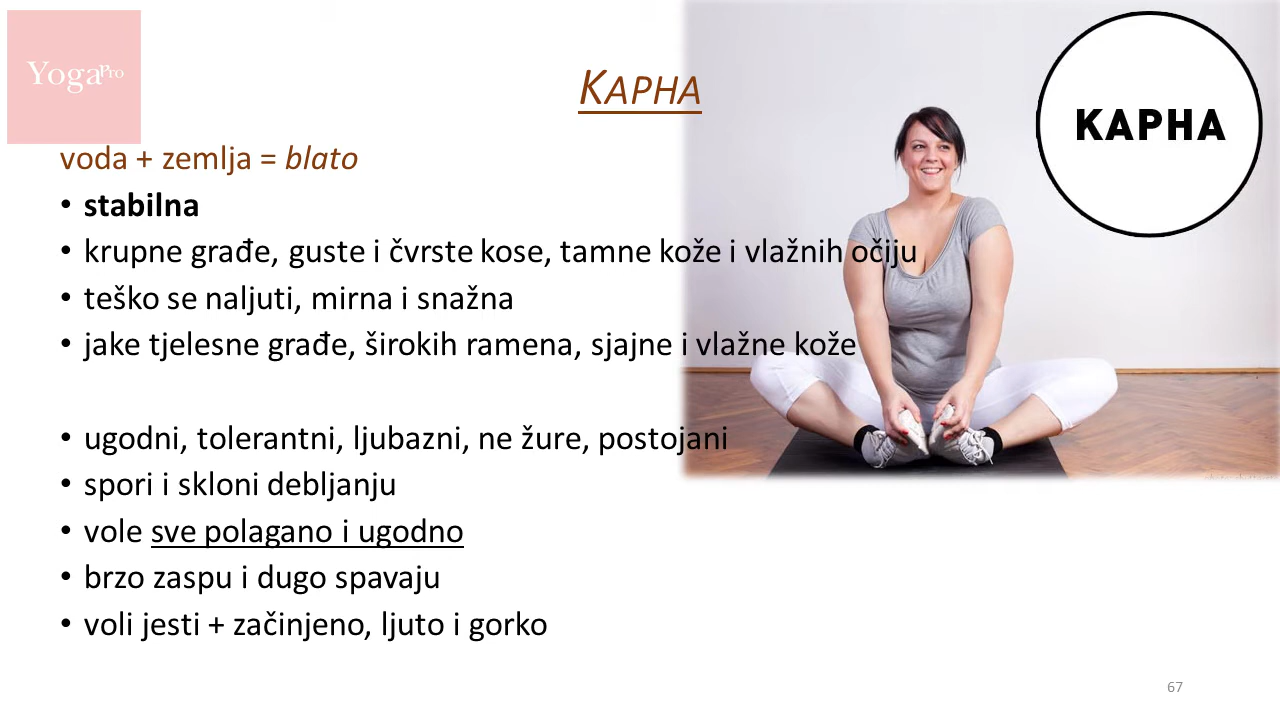 Yoga Pro
KAPHA
KAPHA
voda + zemlja = blato
• stabilna
• krupne građe, guste i čvrste kose, tamne kože i vlažnih očiju
• teško se naljuti, mirna i snažna
• jake tjelesne građe, širokih ramena, sjajne i vlažne kože
• ugodni, tolerantni, ljubazni, ne žure, postojani
• spori i skloni debljanju
• vole sve polagano i ugodno
• brzo zaspu i dugo spavaju
• voli jesti + začinjeno, ljuto i gorko
67